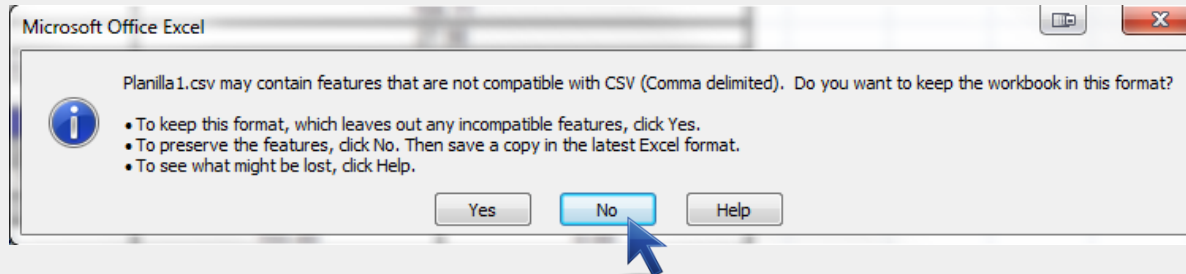 Microsoft Office Excel
Planilla1.csv may contain features that are not compatible with CSV (Comma delimited). Do you want to keep the workbook in this format?
• To keep this format, which leaves out any incompatible features, click Yes.
• To preserve the features, click No. Then save a copy in the latest Excel format.
• To see what might be lost, click Help.
Yes No Help